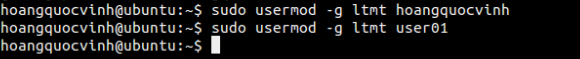 hoangquocvinh@ubuntu:~$ sudo usermod -g ltmt hoangquocvinh
hoangquocvinh@ubuntu:~$ sudo usermod -g ltmt user01
hoangquocvinh@ubuntu:~$